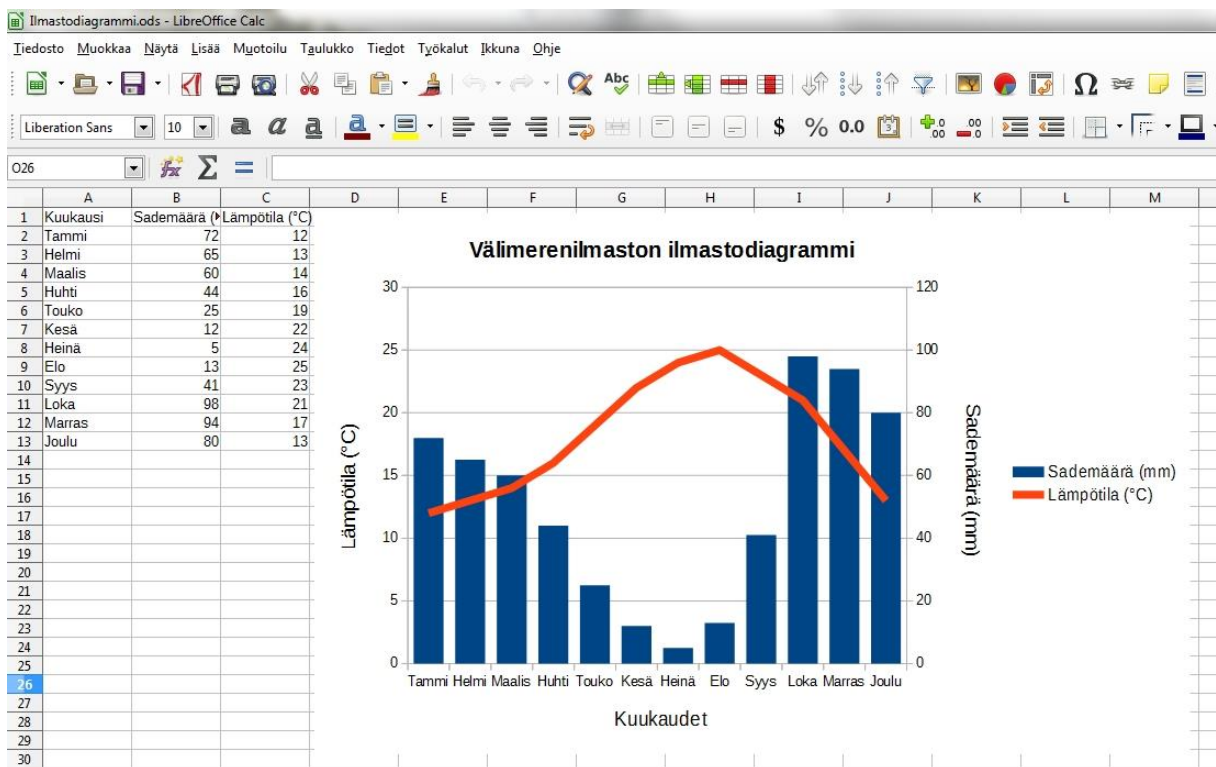 Ilmastodiagrammi.ods - LibreOffice Calc
Tiedosto Muokkaa Näytä Lisää Muotoilu Taulukko Tiedot Työkalut Ikkuna Ohje
Abc
Liberation Sans 10 a a a a $ % 0.0
O26
A B C D E F G H I J K L M
1 Kuukausi Sademäärä ( Lämpötila (°C)
2 Tammi 72 12
3 Helmi 65 13
4 Maalis 60 14
5 Huhti 44 16
6 Touko 25 19
7 Kesä 12 22
8 Heinä 5 24
9 Elo 13 25
10 Syys 41 23
11 Loka 98 21
12 Marras 94 17
13 Joulu 80 13
14
15
16
17
18
19
20
21
22
23
24
25
26
27
28
29
30
Välimerenilmaston ilmastodiagrammi
30 120
25 100
20 80
15 60
10 40
5 20
0 0
Lämpötila (°C)
Sademäärä (mm)
Tammi Helmi Maalis Huhti Touko Kesä Heinä Elo Syys Loka Marras Joulu
Kuukaudet
Sademäärä (mm)
Lämpötila (°C)